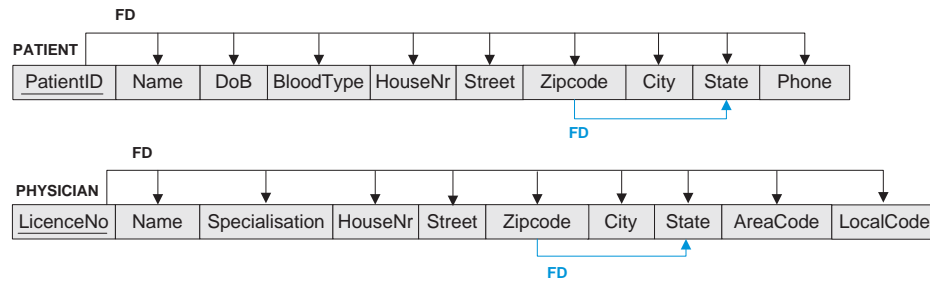 FD
PATIENT
PatientID Name DoB BloodType HouseNr Street Zipcode City State Phone
FD
FD
PHYSICIAN
LicenceNo Name Specialisation HouseNr Street Zipcode City State AreaCode LocalCode
FD